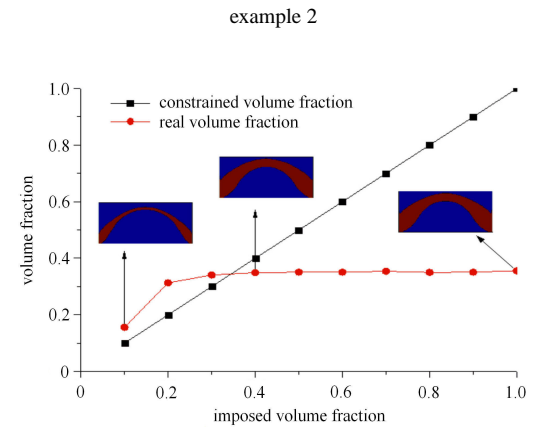 example 2
constrained volume fraction
real volume fraction
volume fraction
1.0
0.8
0.6
0.4
0.2
0
0
0.2
0.4
0.6
0.8
1.0
imposed volume fraction